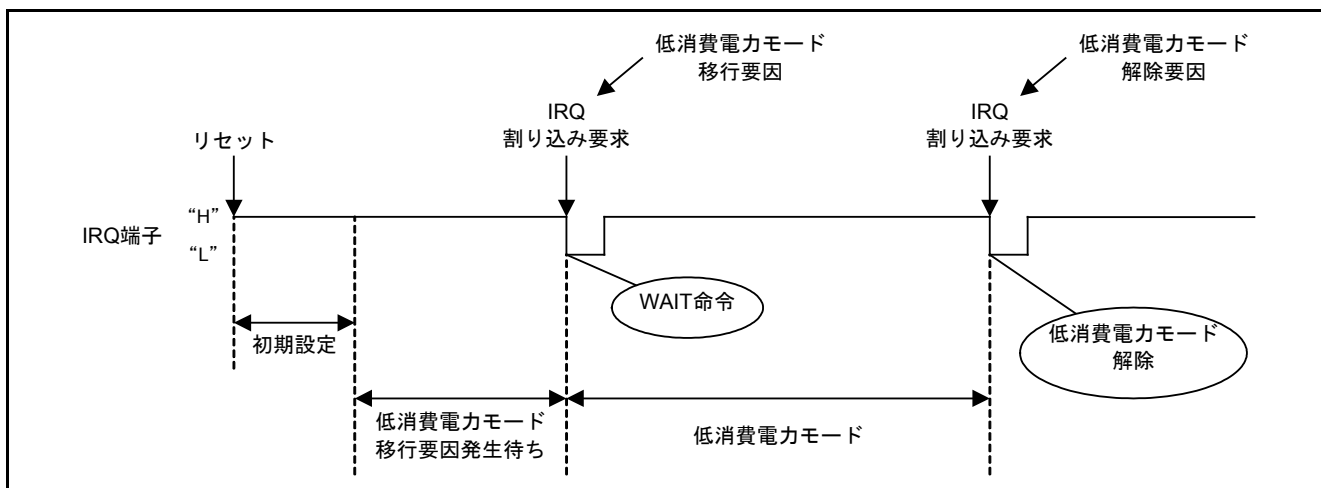 低消費電力モード
移行要因
低消費電力モード
解除要因
IRQ
割り込み要求
IRQ
割り込み要求
リセット
“H”
IRQ端子
“L”
WAIT命令
初期設定
低消費電力モード
解除
低消費電力モード
移行要因発生待ち
低消費電力モード